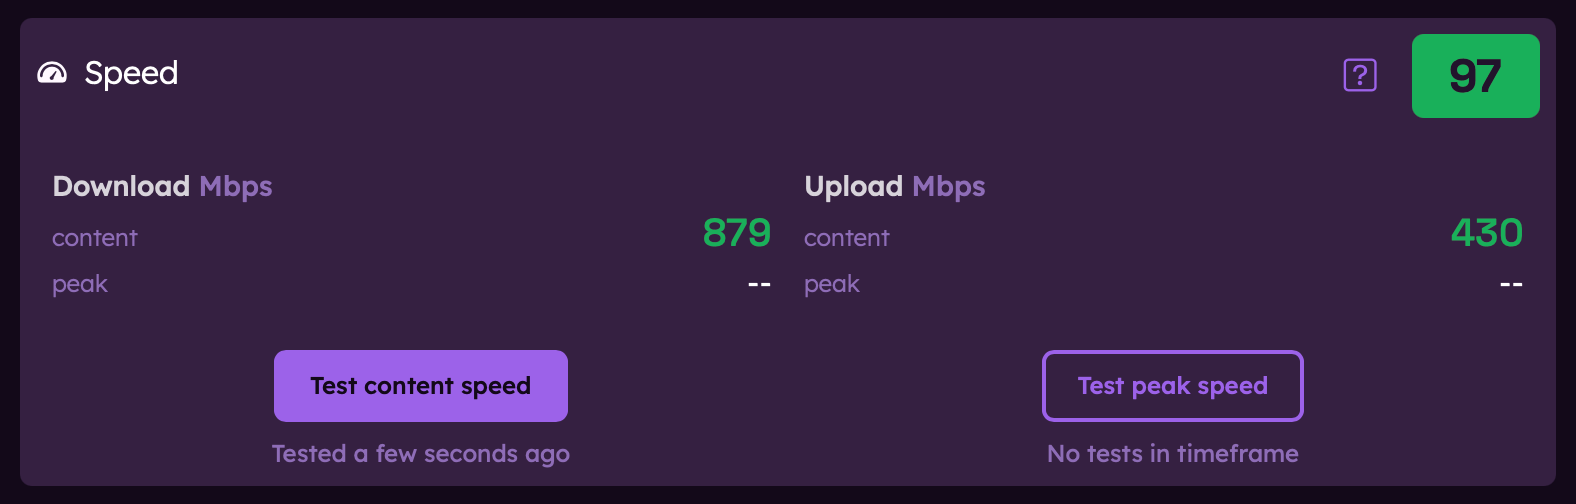 Speed
?
97
Download Mbps
content 879
peak --
Upload Mbps
content 430
peak --
Test content speed
Tested a few seconds ago
Test peak speed
No tests in timeframe